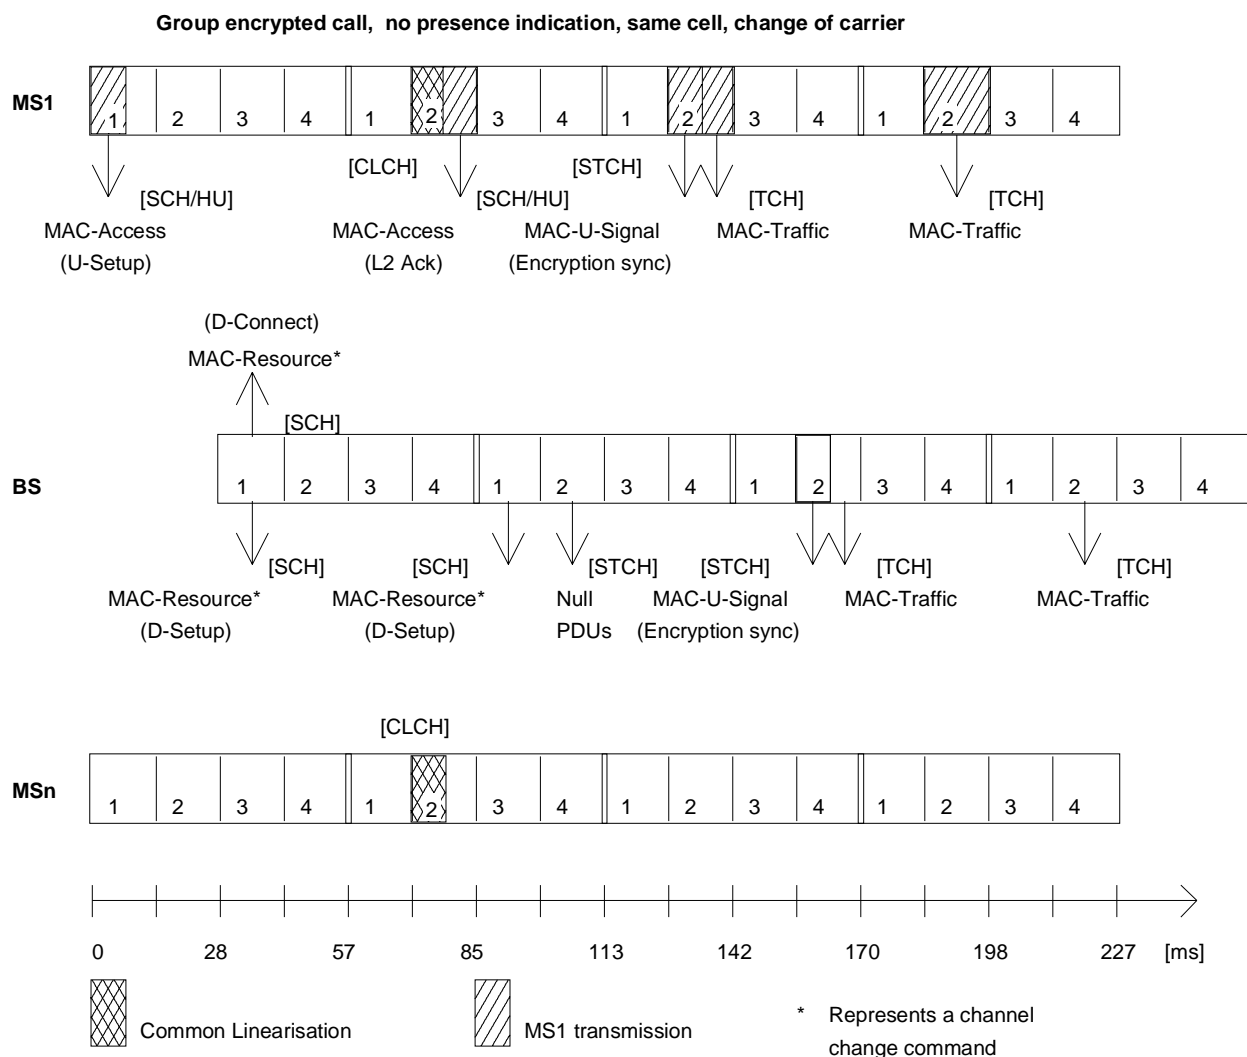 Group encrypted call, no presence indication, same cell, change of carrier
MS1
1 2 3 4 1 2 3 4 1 2 3 4 1 2 3 4
[CLCH] [STCH]
[SCH/HU] [SCH/HU] [TCH] [TCH]
MAC-Access MAC-Access MAC-U-Signal MAC-Traffic MAC-Traffic
(U-Setup) (L2 Ack) (Encryption sync)
(D-Connect)
MAC-Resource*
[SCH]
BS
1 2 3 4 1 2 3 4 1 2 3 4 1 2 3 4
[SCH] [SCH] [STCH] [STCH] [TCH] [TCH]
MAC-Resource* MAC-Resource* Null MAC-U-Signal MAC-Traffic MAC-Traffic
(D-Setup) (D-Setup) PDUs (Encryption sync)
[CLCH]
MSn
1 2 3 4 1 2 3 4 1 2 3 4 1 2 3 4
0 28 57 85 113 142 170 198 227 [ms]
Common Linearisation MS1 transmission * Represents a channel
change command